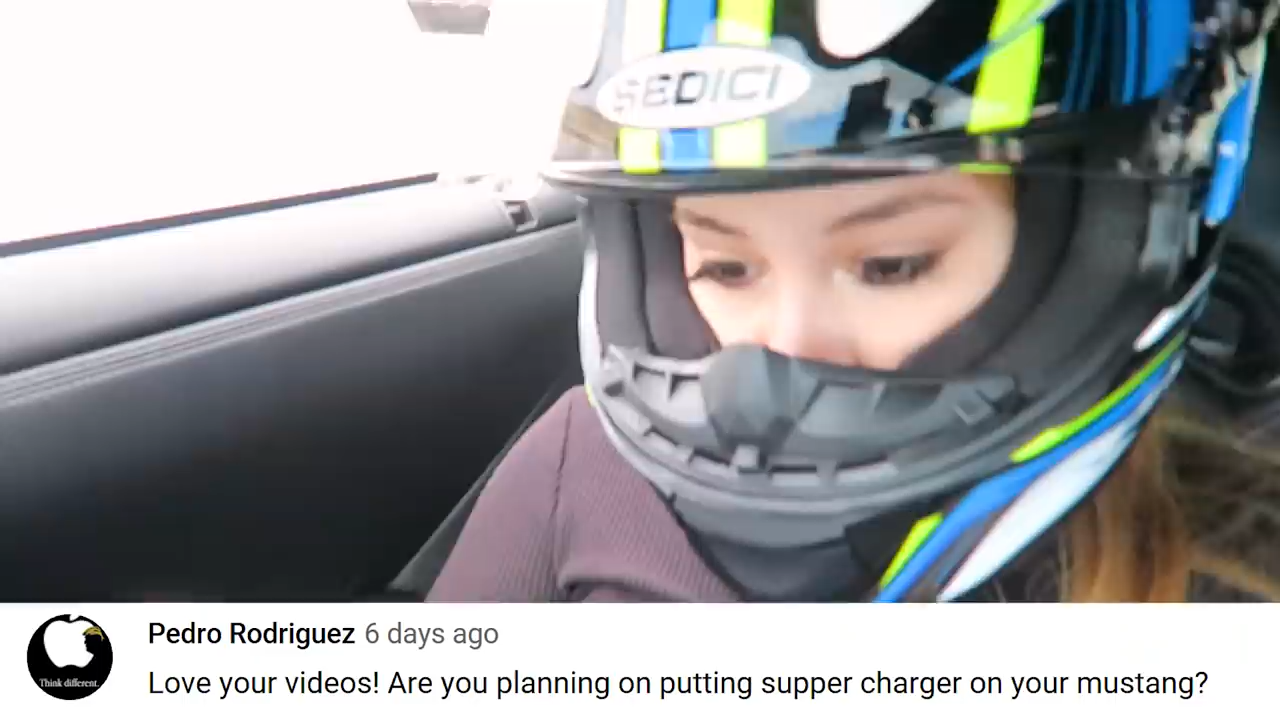 SEDICI
Pedro Rodriguez 6 days ago
Think different.
Love your videos! Are you planning on putting supper charger on your mustang?